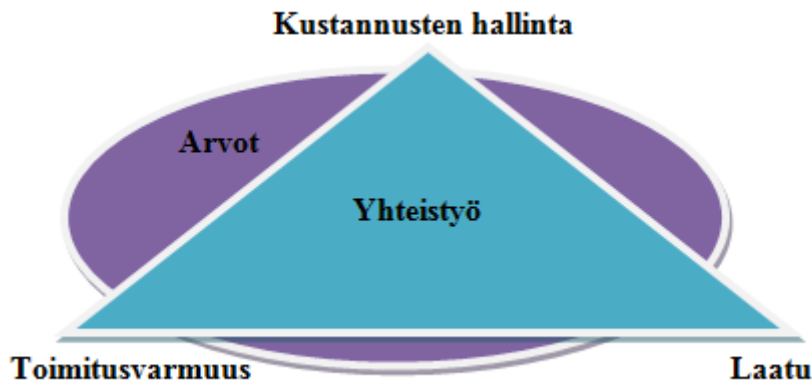 Kustannusten hallinta
Arvot
Yhteistyö
Toimitusvarmuus
Laatu